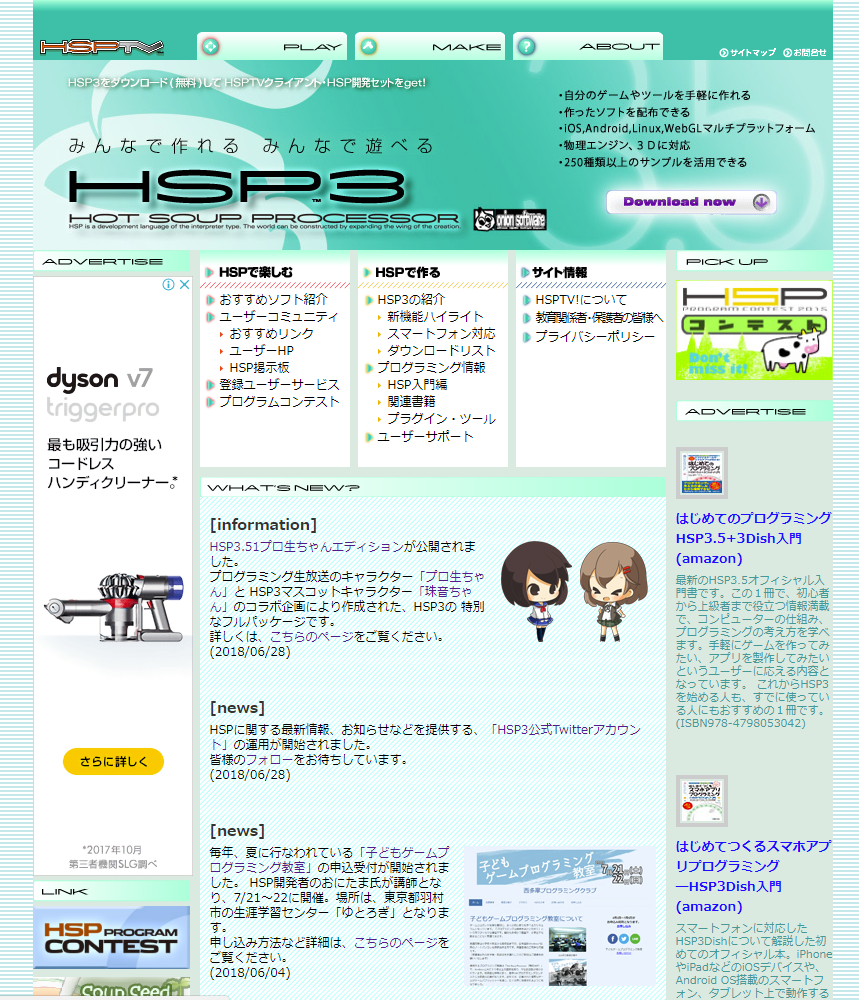 HSPTV
PLAY
MAKE
ABOUT
サイトマップ
お問合せ
HSP3をダウンロード(無料)して HSPTVクライアント・HSP開発セットをget!
みんなで作れる みんなで遊べる
HSP3™
HOT SOUP PROCESSOR
HSP is a development language of the interpreter type. The world can be constructed by expanding the wing of the creation.
onion software
・自分のゲームやツールを手軽に作れる
・作ったソフトを配布できる
・iOS,Android,Linux,WebGLマルチプラットフォーム
・物理エンジン、3Dに対応
・250種類以上のサンプルを活用できる
Download now
ADVERTISE
dyson v7
triggerpro
最も吸引力の強い
コードレス
ハンディクリーナー。*
さらに詳しく
*2017年10月
第三者機関SLG調べ
LINK
HSP PROGRAM
CONTEST
Soup Seed
HSPで楽しむ
おすすめソフト紹介
ユーザーコミュニティ
おすすめリンク
ユーザーHP
HSP掲示板
登録ユーザーサービス
プログラムコンテスト
HSPで作る
HSP3の紹介
新機能ハイライト
スマートフォン対応
ダウンロードリスト
プログラミング情報
HSP入門編
関連書籍
プラグイン・ツール
ユーザーサポート
サイト情報
HSPTV!について
教育関係者・保護者の皆様へ
プライバシーポリシー
WHAT'S NEW?
[information]
HSP3.51プロ生ちゃんエディションが公開されま
した。
プログラミング生放送のキャラクター「プロ生ちゃ
ん」と HSP3マスコットキャラクター「珠音ちゃ
ん」のコラボ企画により作成された、HSP3の 特別
なフルパッケージです。
詳しくは、こちらのページをご覧ください。
(2018/06/28)
[news]
HSPに関する最新情報、お知らせなどを提供する、「HSP3公式Twitterアカウン
ト」の運用が開始されました。
皆様のフォローをお待ちしています。
(2018/06/28)
[news]
毎年、夏に行なわれている「子どもゲームプ
ログラミング教室」の申込受付が開始されま
した。 HSP開発者のおにたま氏が講師とな
り、7/21～22に開催。場所は、東京都羽村
市の生涯学習センター「ゆとろぎ」となりま
す。
申し込み方法など詳細は、こちらのページを
ご覧ください。
(2018/06/04)
子ども
ゲームプログラミング
教室
7-21(土)
22(日)
西多摩プログラミングクラブ
子どもゲームプログラミング教室について
PICK UP
HSP
PROGRAM CONTEST 2018
コンテスト
Don't
miss it!
ADVERTISE
はじめての
プログラミング
はじめてのプログラミング
HSP3.5+3Dish入門
(amazon)
最新のHSP3.5オフィシャル入
門書です。この１冊で、初心者
から上級者まで役立つ情報満載
で、コンピューターの仕組み、
プログラミングの考え方を学べ
ます。手軽にゲームを作ってみ
たい、アプリを製作してみたい
というユーザーに応える内容と
なっています。 これからHSP3
を始める人も、すでに使ってい
る人にもおすすめの１冊です。
(ISBN978-4798053042)
はじめてつくるスマホアプ
リプログラミング
―HSP3Dish入門
(amazon)
スマートフォンに対応した
HSP3Dishについて解説した初
めてのオフィシャル本。iPhone
やiPadなどのiOSデバイスや、
Android OS搭載のスマートフ
ォン、タブレット上で動作する